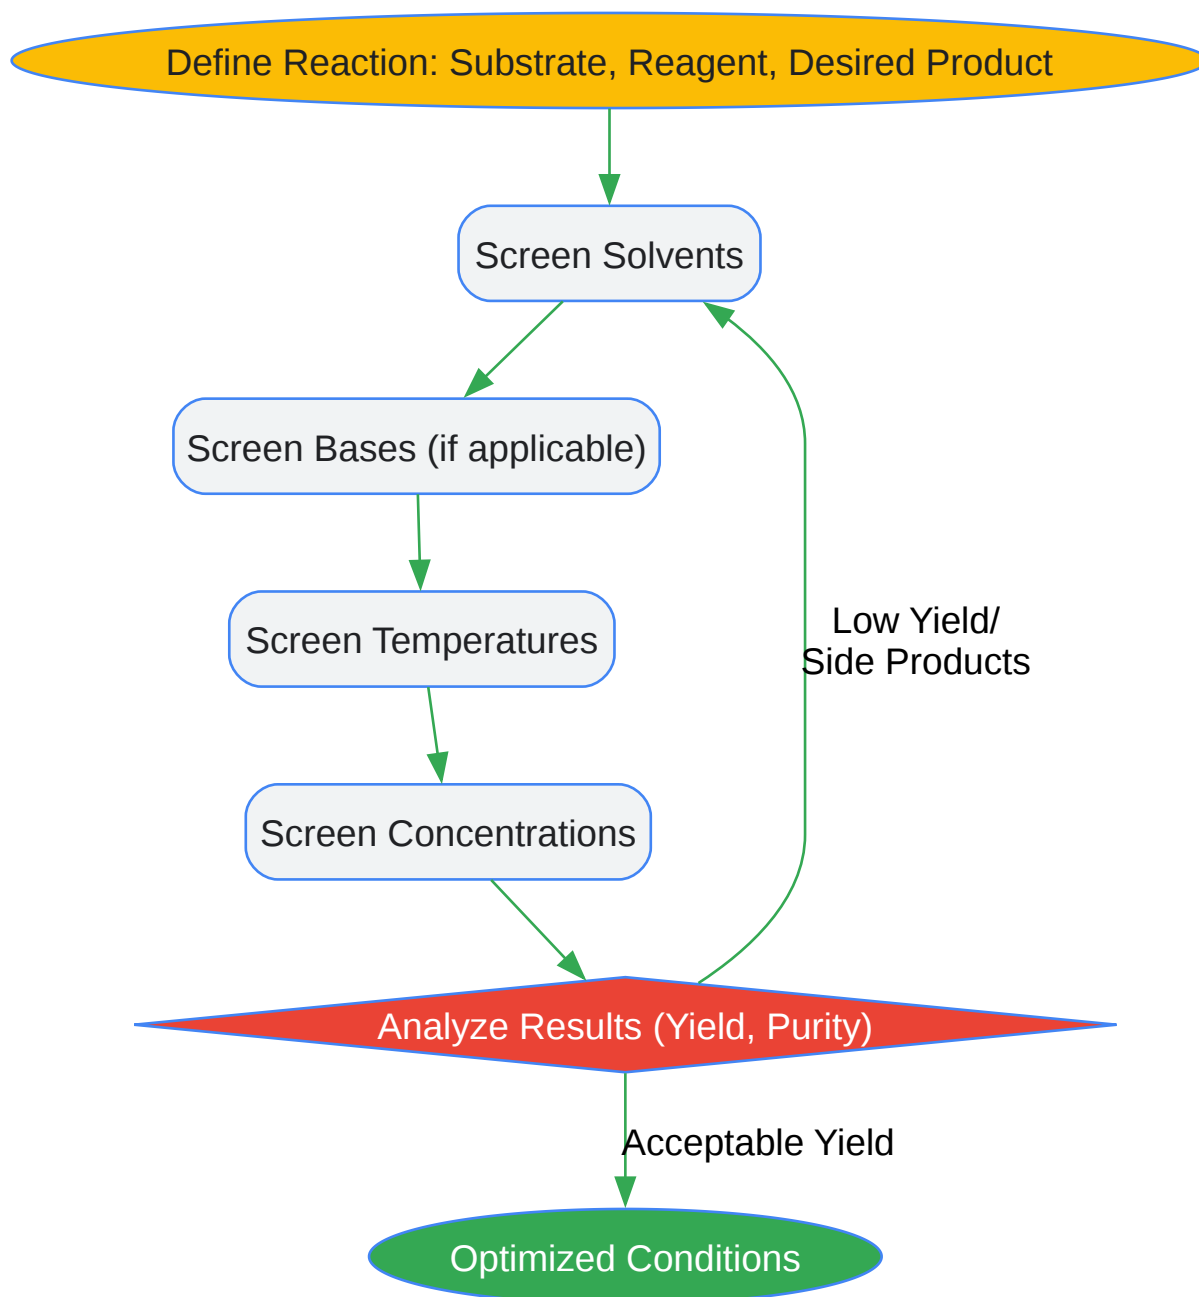 Define Reaction: Substrate, Reagent, Desired Product
Screen Solvents
Screen Bases (if applicable)
Screen Temperatures
Low Yield/
Side Products
Screen Concentrations
Analyze Results (Yield, Purity)
Acceptable Yield
Optimized Conditions